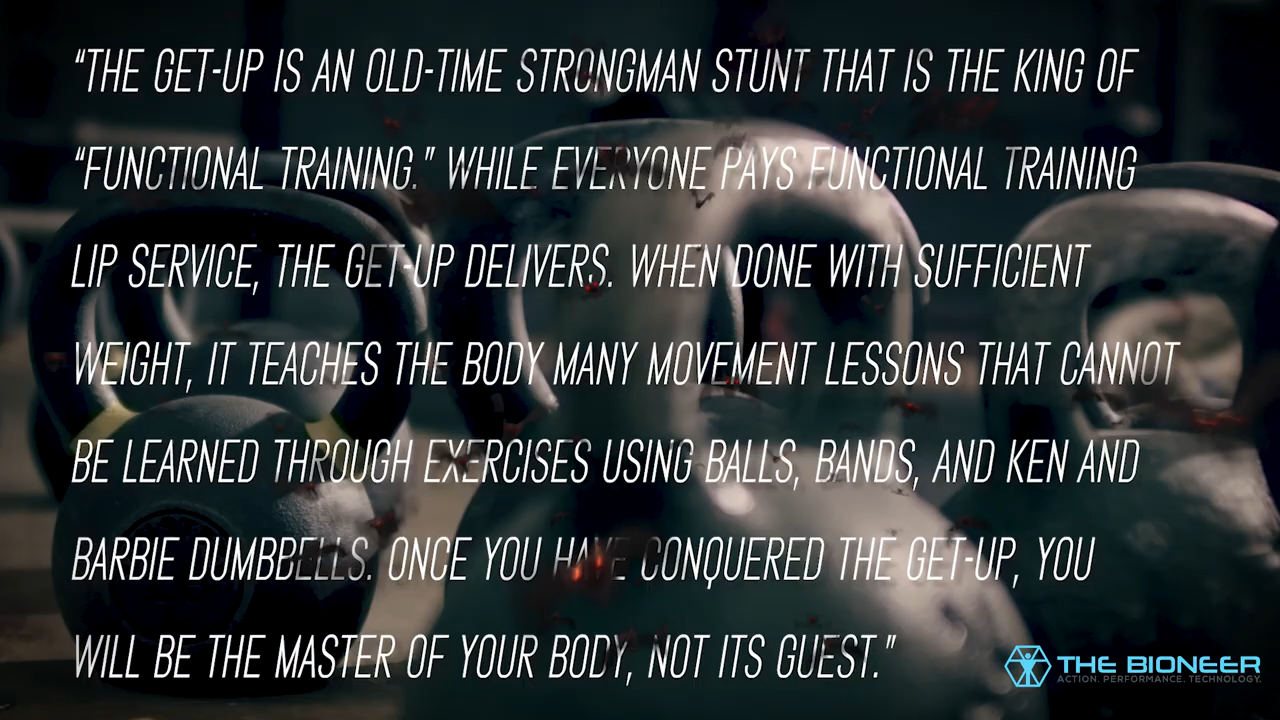 “THE GET-UP IS AN OLD-TIME STRONGMAN STUNT THAT IS THE KING OF
“FUNCTIONAL TRAINING.” WHILE EVERYONE PAYS FUNCTIONAL TRAINING
LIP SERVICE, THE GET-UP DELIVERS. WHEN DONE WITH SUFFICIENT
WEIGHT, IT TEACHES THE BODY MANY MOVEMENT LESSONS THAT CANNOT
BE LEARNED THROUGH EXERCISES USING BALLS, BANDS, AND KEN AND
BARBIE DUMBBELLS. ONCE YOU HAVE CONQUERED THE GET-UP, YOU
WILL BE THE MASTER OF YOUR BODY, NOT ITS GUEST.”
THE BIONEER
ACTION. PERFORMANCE. TECHNOLOGY.